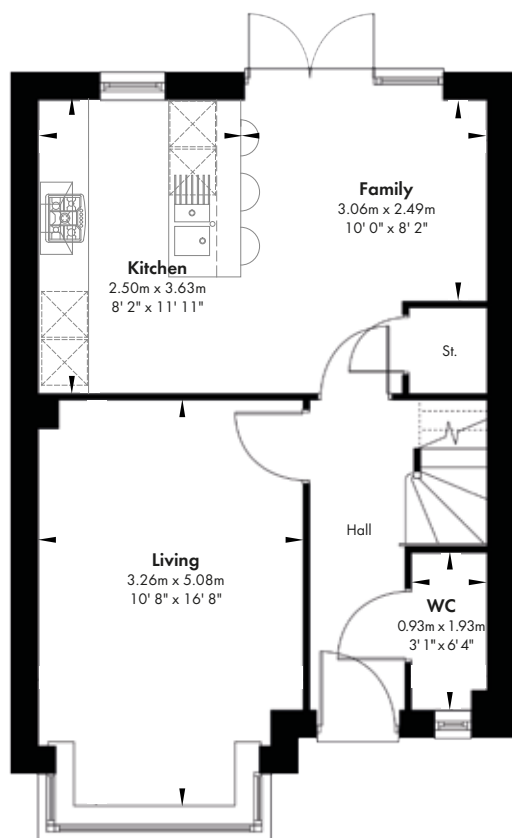 Family
3.06m x 2.49m
10' 0" x 8' 2"
Kitchen
2.50m x 3.63m
8' 2" x 11' 11"
St.
Hall
Living
3.26m x 5.08m
10' 8" x 16' 8"
WC
0.93m x 1.93m
3' 1" x 6' 4"